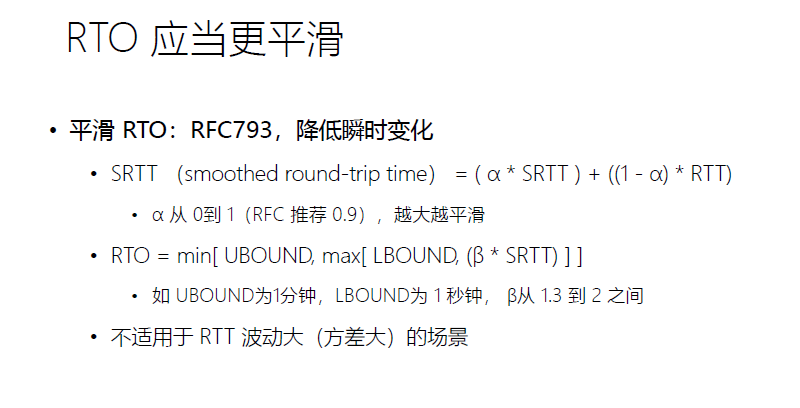 RTO 应当更平滑
• 平滑 RTO：RFC793，降低瞬时变化
• SRTT （smoothed round-trip time） = ( α * SRTT ) + ((1 - α) * RTT)
• α 从 0到 1（RFC 推荐 0.9），越大越平滑
• RTO = min[ UBOUND, max[ LBOUND, (β * SRTT) ] ]
• 如 UBOUND为1分钟，LBOUND为 1 秒钟， β从 1.3 到 2 之间
• 不适用于 RTT 波动大（方差大）的场景